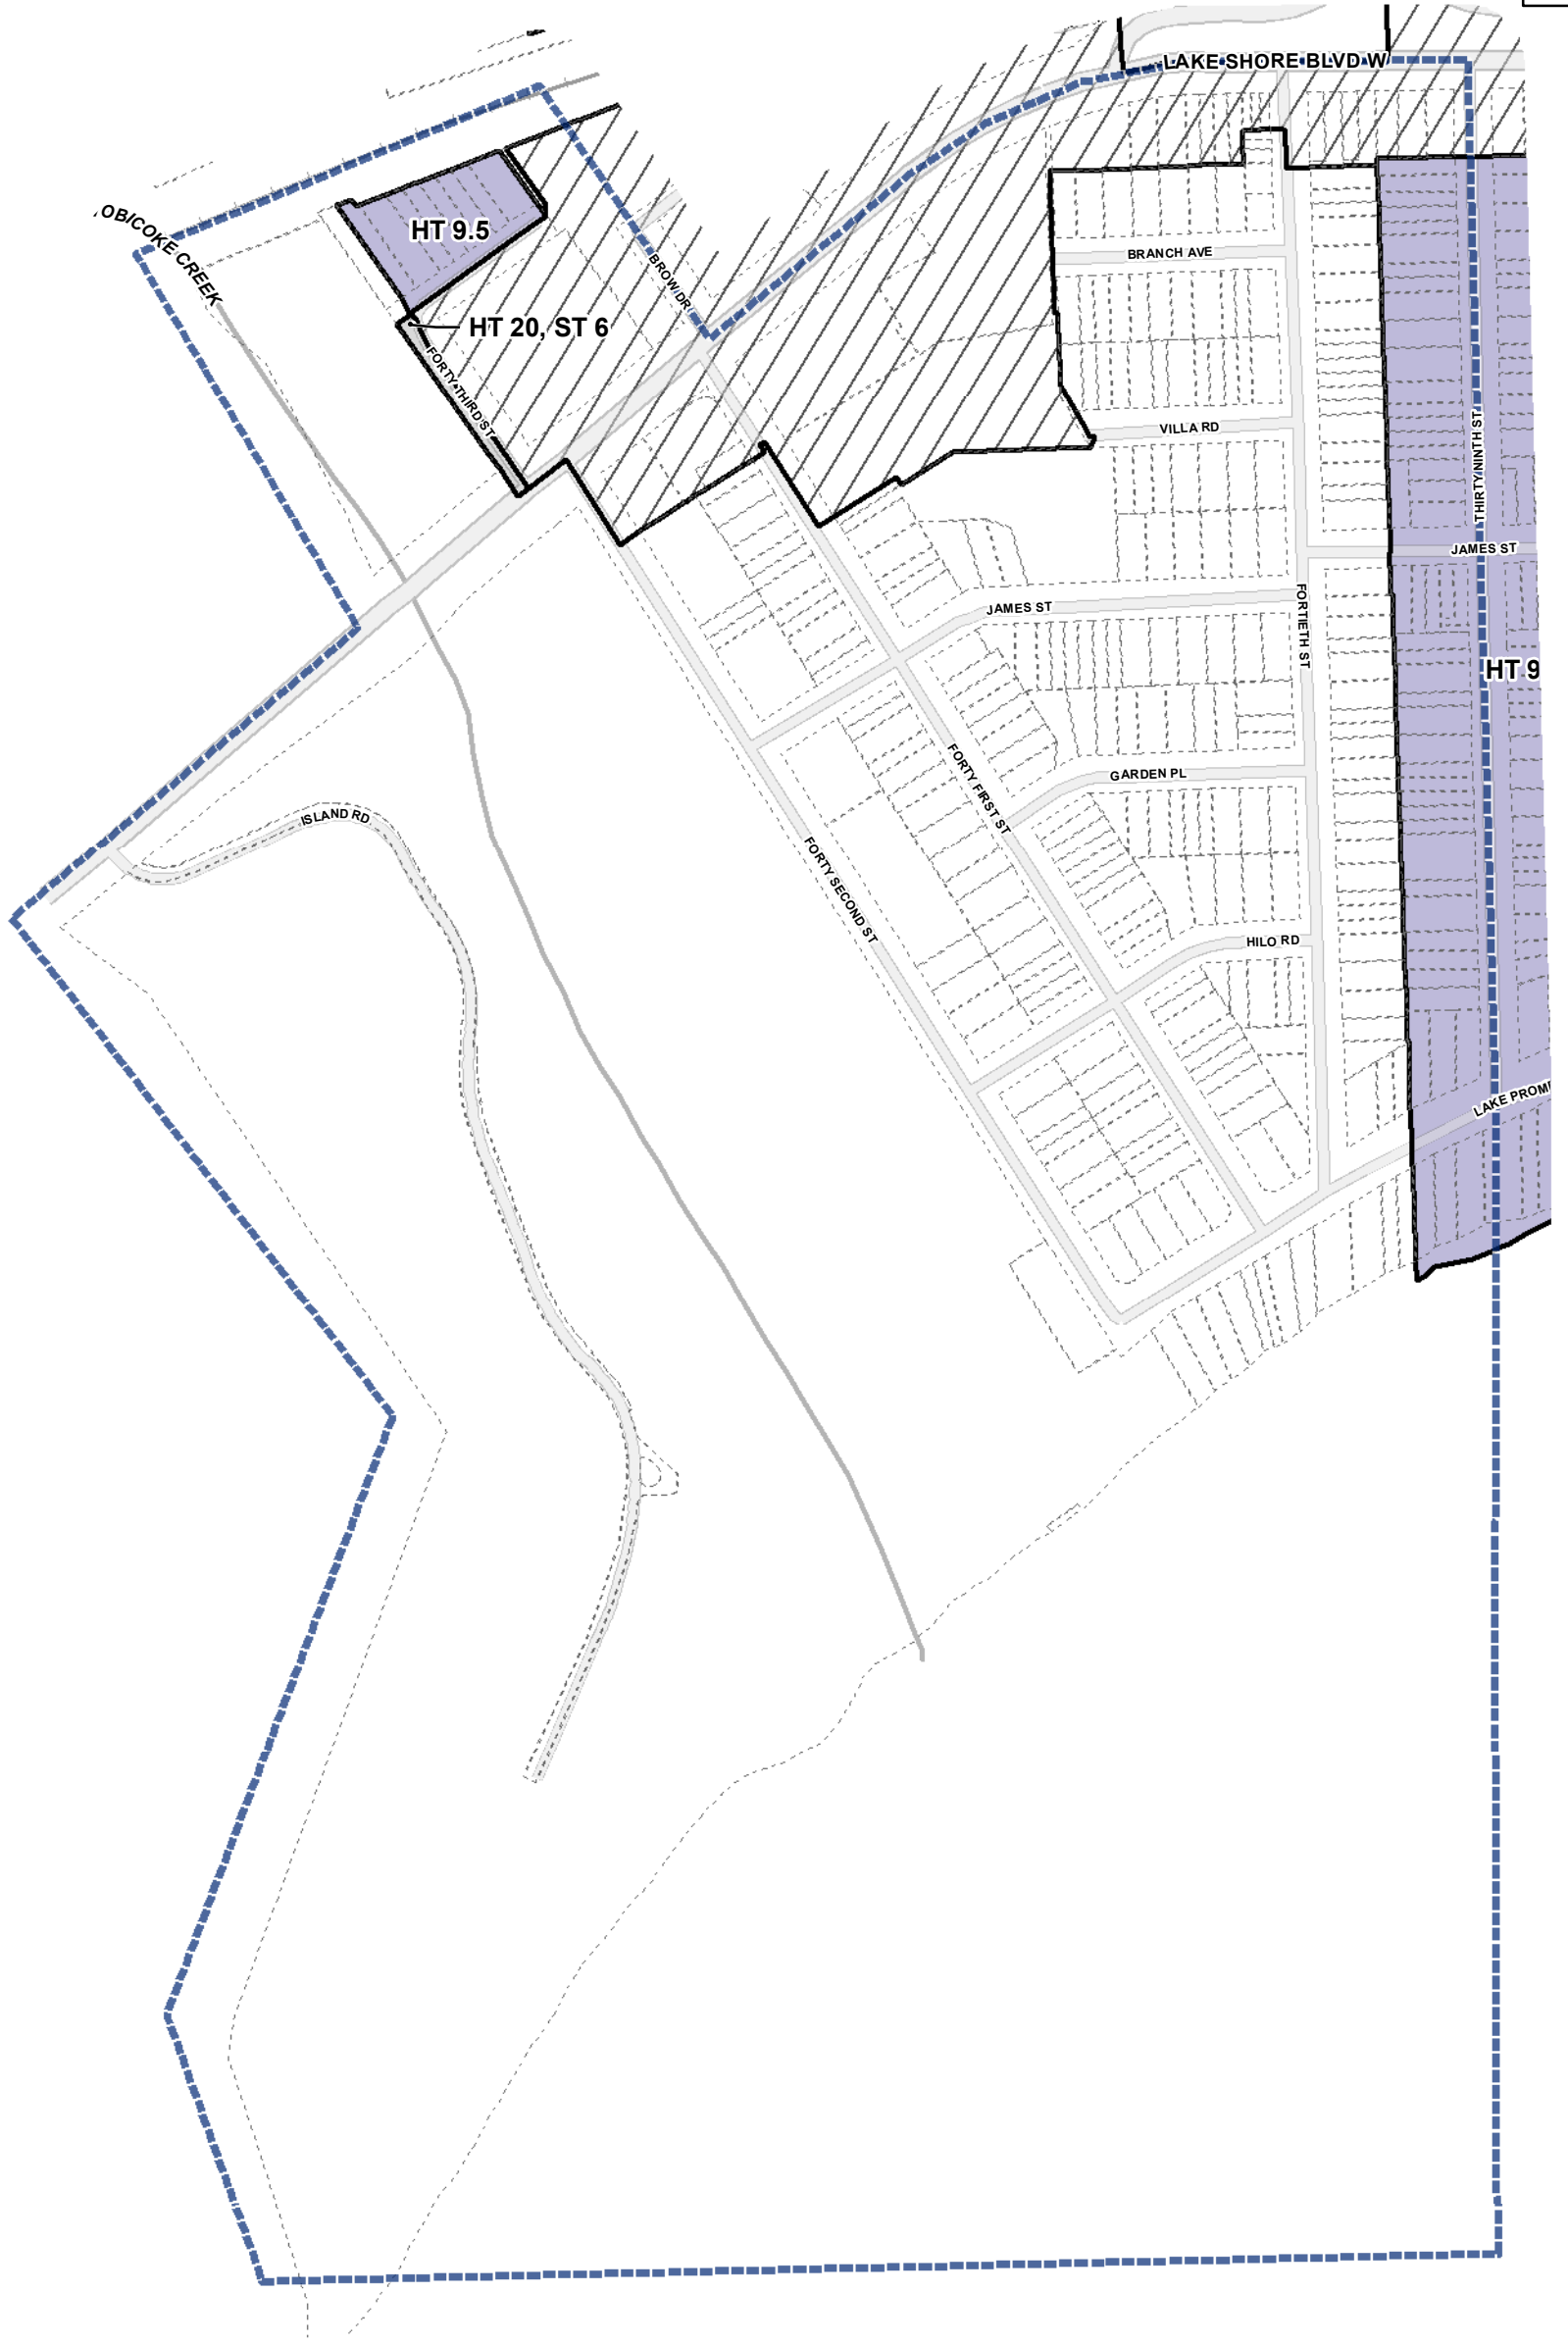 LAKE SHORE BLVD W
OBICOKE CREEK
HT 9.5
BROW DR
BRANCH AVE
HT 20, ST 6
FORTY THIRD ST
VILLA RD
THIRTY NINTH ST
JAMES ST
JAMES ST
FORTIETH ST
HT 9
FORTY FIRST ST
GARDEN PL
ISLAND RD
FORTY SECOND ST
HILO RD
LAKE PROM